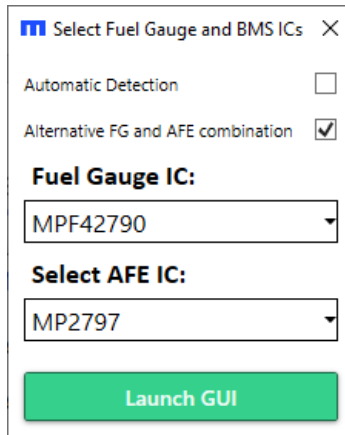 Select Fuel Gauge and BMS ICs
Automatic Detection
Alternative FG and AFE combination
Fuel Gauge IC:
MPF42790
Select AFE IC:
MP2797
Launch GUI